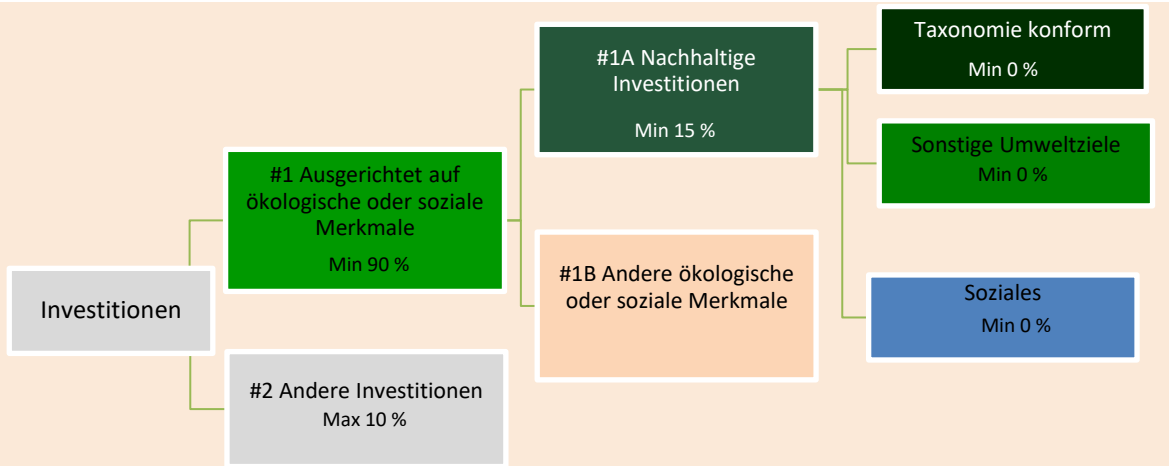 Investitionen
#1 Ausgerichtet auf
ökologische oder soziale
Merkmale
Min 90 %
#2 Andere Investitionen
Max 10 %
#1A Nachhaltige
Investitionen
Min 15 %
#1B Andere ökologische
oder soziale Merkmale
Taxonomie konform
Min 0 %
Sonstige Umweltziele
Min 0 %
Soziales
Min 0 %